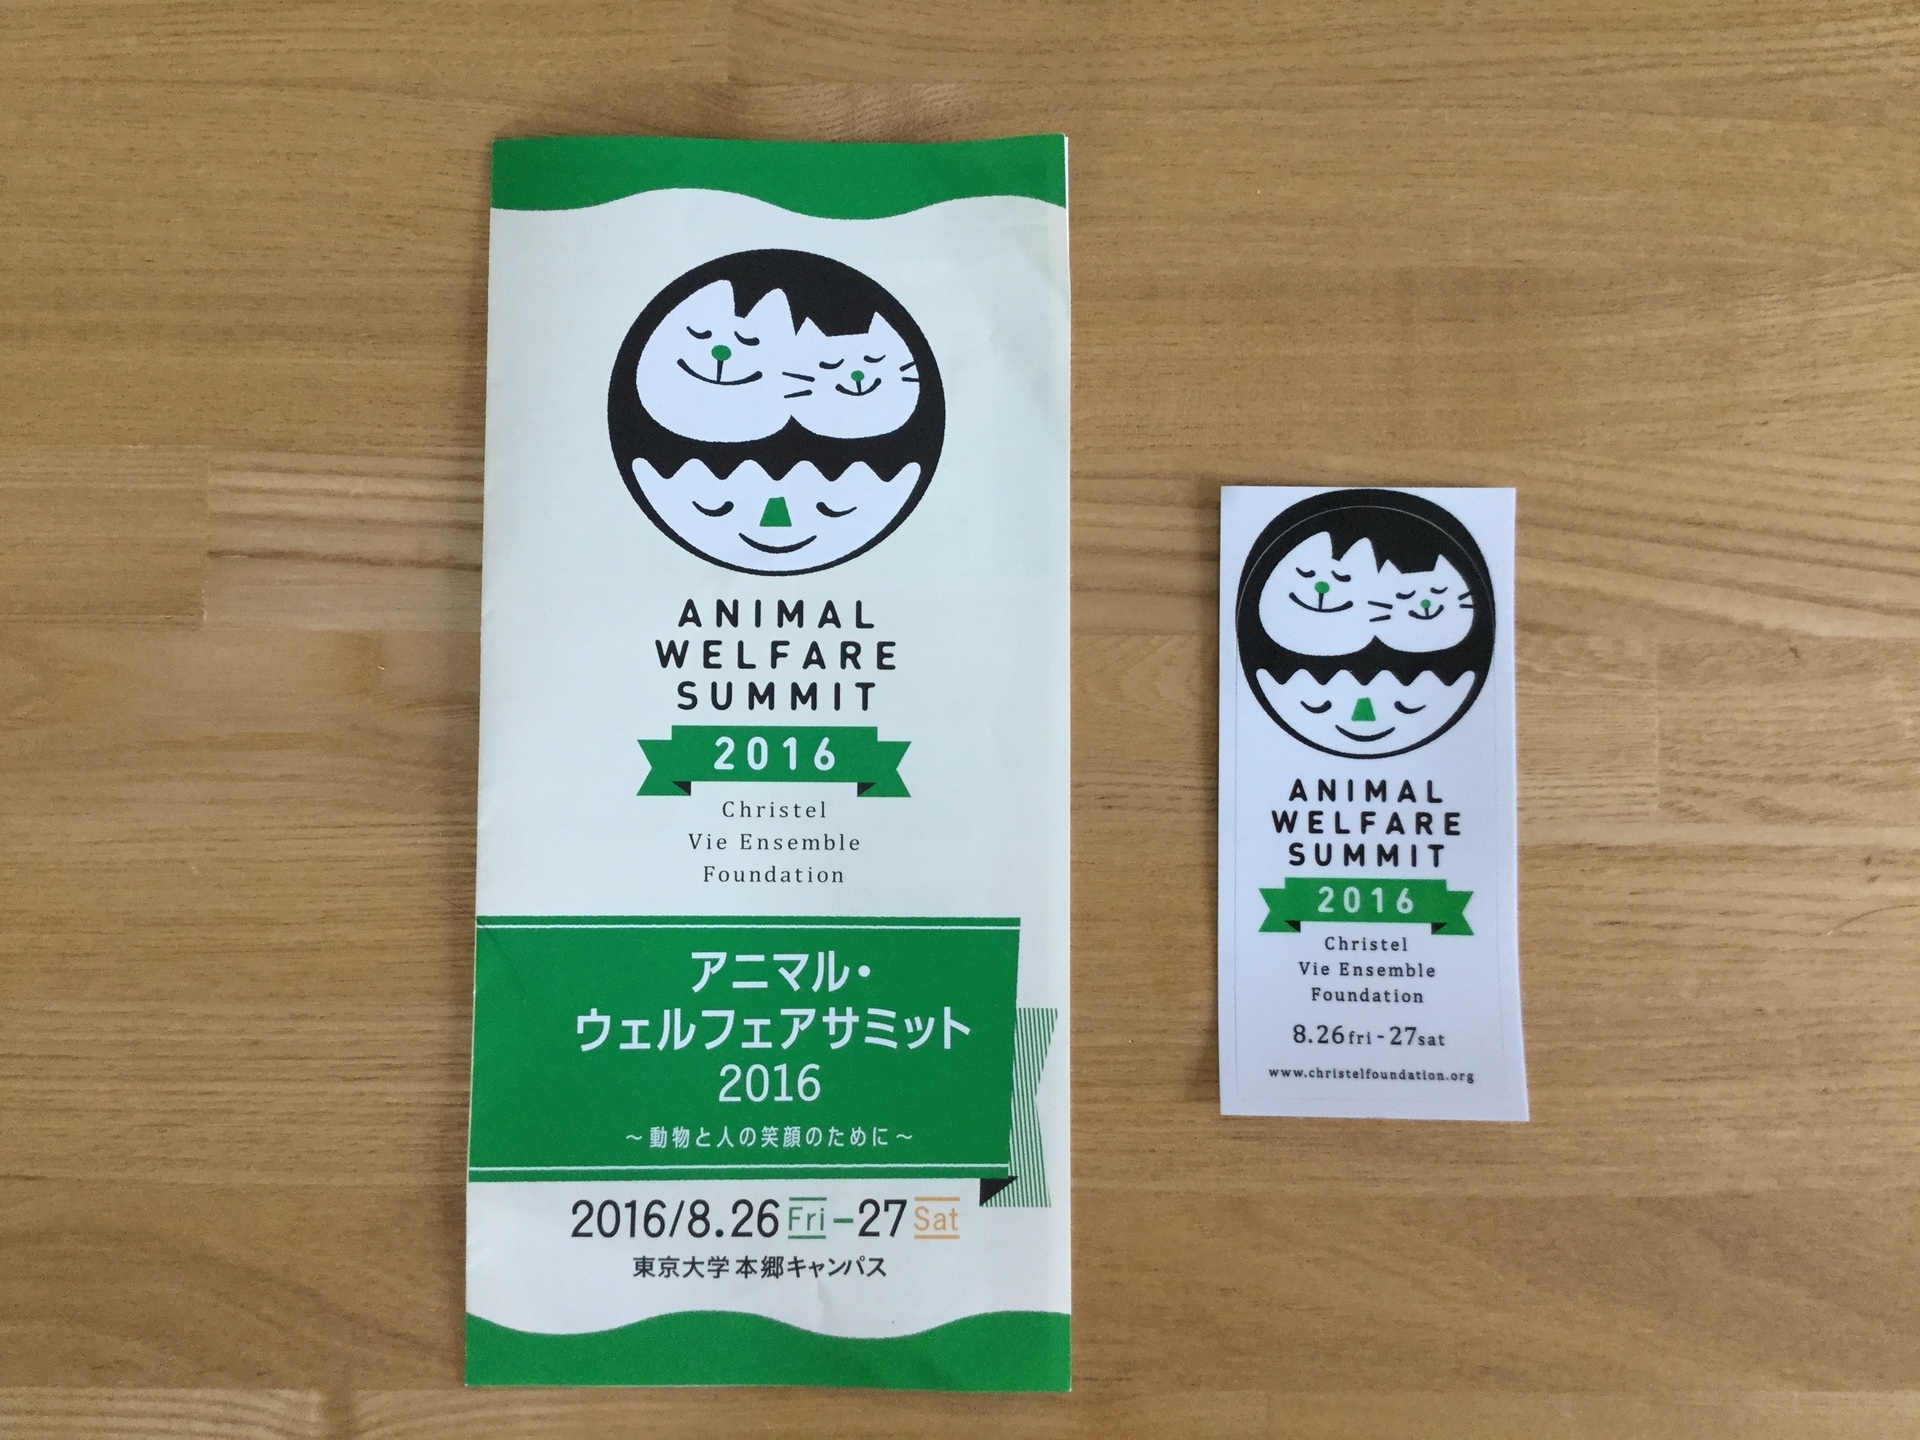 ANIMAL
WELFARE
SUMMIT
2016
Christel
Vie Ensemble
Foundation
アニマル・
ウェルフェアサミット
2016
～動物と人の笑顔のために～
2016/8.26 Fri–27 Sat
東京大学 本郷キャンパス
ANIMAL
WELFARE
SUMMIT
2016
Christel
Vie Ensemble
Foundation
8.26fri-27sat
www.christelfoundation.org